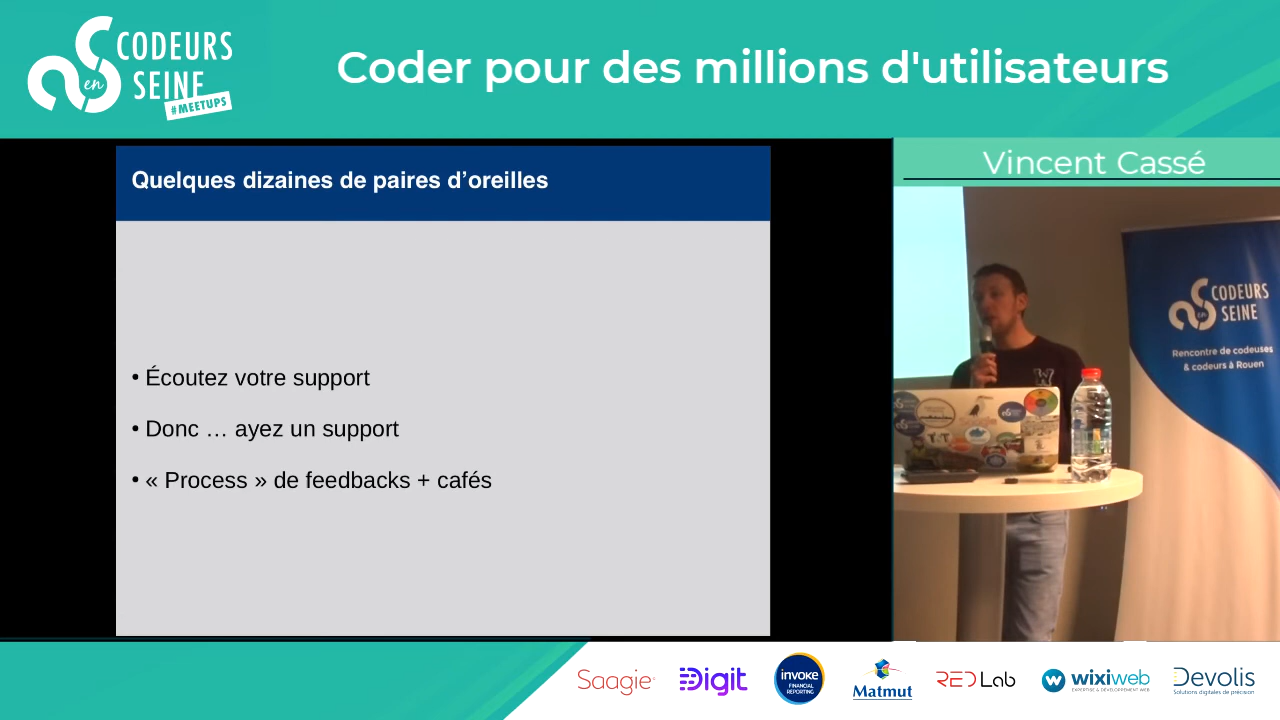 CODEURS
en
SEINE
#MEETUPS
Coder pour des millions d'utilisateurs
Vincent Cassé
Quelques dizaines de paires d’oreilles
• Écoutez votre support
• Donc … ayez un support
• « Process » de feedbacks + cafés
CODEURS
en
SEINE
Rencontre de codeuses
& codeurs à Rouen
Saagie
Digit
invoke
FINANCIAL
REPORTING
Matmut
RED Lab
wixiweb
EXPERTISE & DÉVELOPPEMENT WEB
Devolis
Solutions digitales de précision